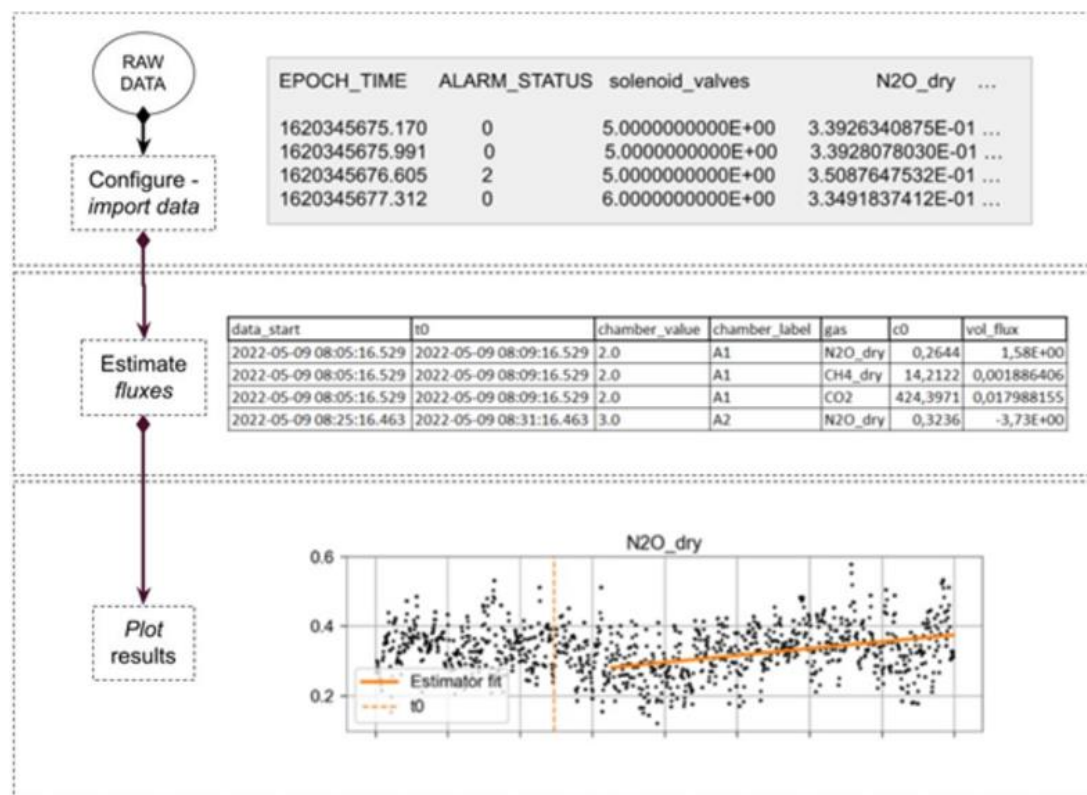 RAW
DATA
Configure -
import data
EPOCH_TIME ALARM_STATUS solenoid_valves N2O_dry ...
1620345675.170 0 5.0000000000E+00 3.3926340875E-01 ...
1620345675.991 0 5.0000000000E+00 3.3928078030E-01 ...
1620345676.605 2 5.0000000000E+00 3.5087647532E-01 ...
1620345677.312 0 6.0000000000E+00 3.3491837412E-01 ...
Estimate
fluxes
data_start t0 chamber_value chamber_label gas c0 vol_flux
2022-05-09 08:05:16.529 2022-05-09 08:09:16.529 2.0 A1 N2O_dry 0,2644 1,58E+00
2022-05-09 08:05:16.529 2022-05-09 08:09:16.529 2.0 A1 CH4_dry 14,2122 0,001886406
2022-05-09 08:05:16.529 2022-05-09 08:09:16.529 2.0 A1 CO2 424,3971 0,017988155
2022-05-09 08:25:16.463 2022-05-09 08:31:16.463 3.0 A2 N2O_dry 0,3236 -3,73E+00
Plot
results
N2O_dry
0.6
0.4
0.2
Estimator fit
t0